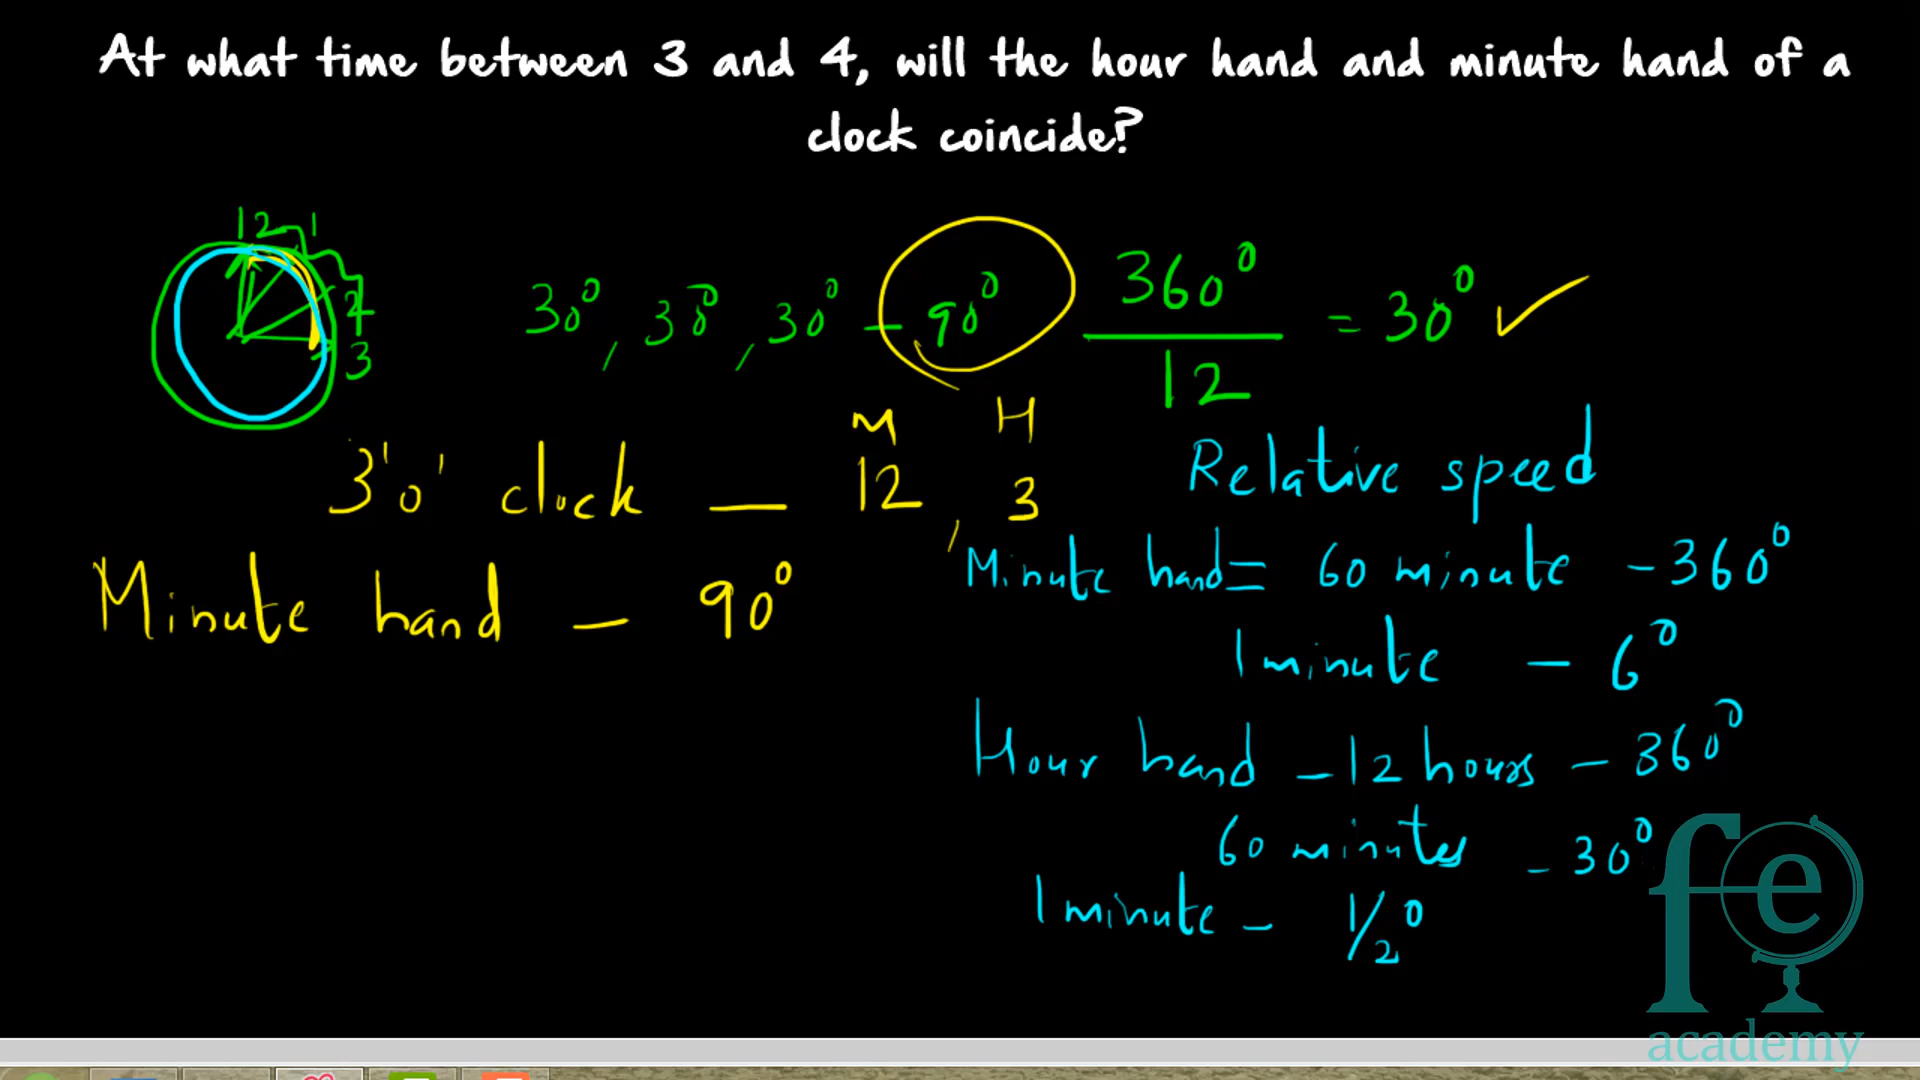 At what time between 3 and 4, will the hour hand and minute hand of a
clock coincide?
12 1
2
3
30°, 30°, 30° - 90°
360°
12
= 30° ✓
M H
3'o' clock — 12, 3
Minute hand - 90°
Relative speed
Minute hand = 60 minute - 360°
1 minute - 6°
Hour hand - 12 hours - 360°
60 minutes - 30°
1 minute - 1/2°
fe
academy